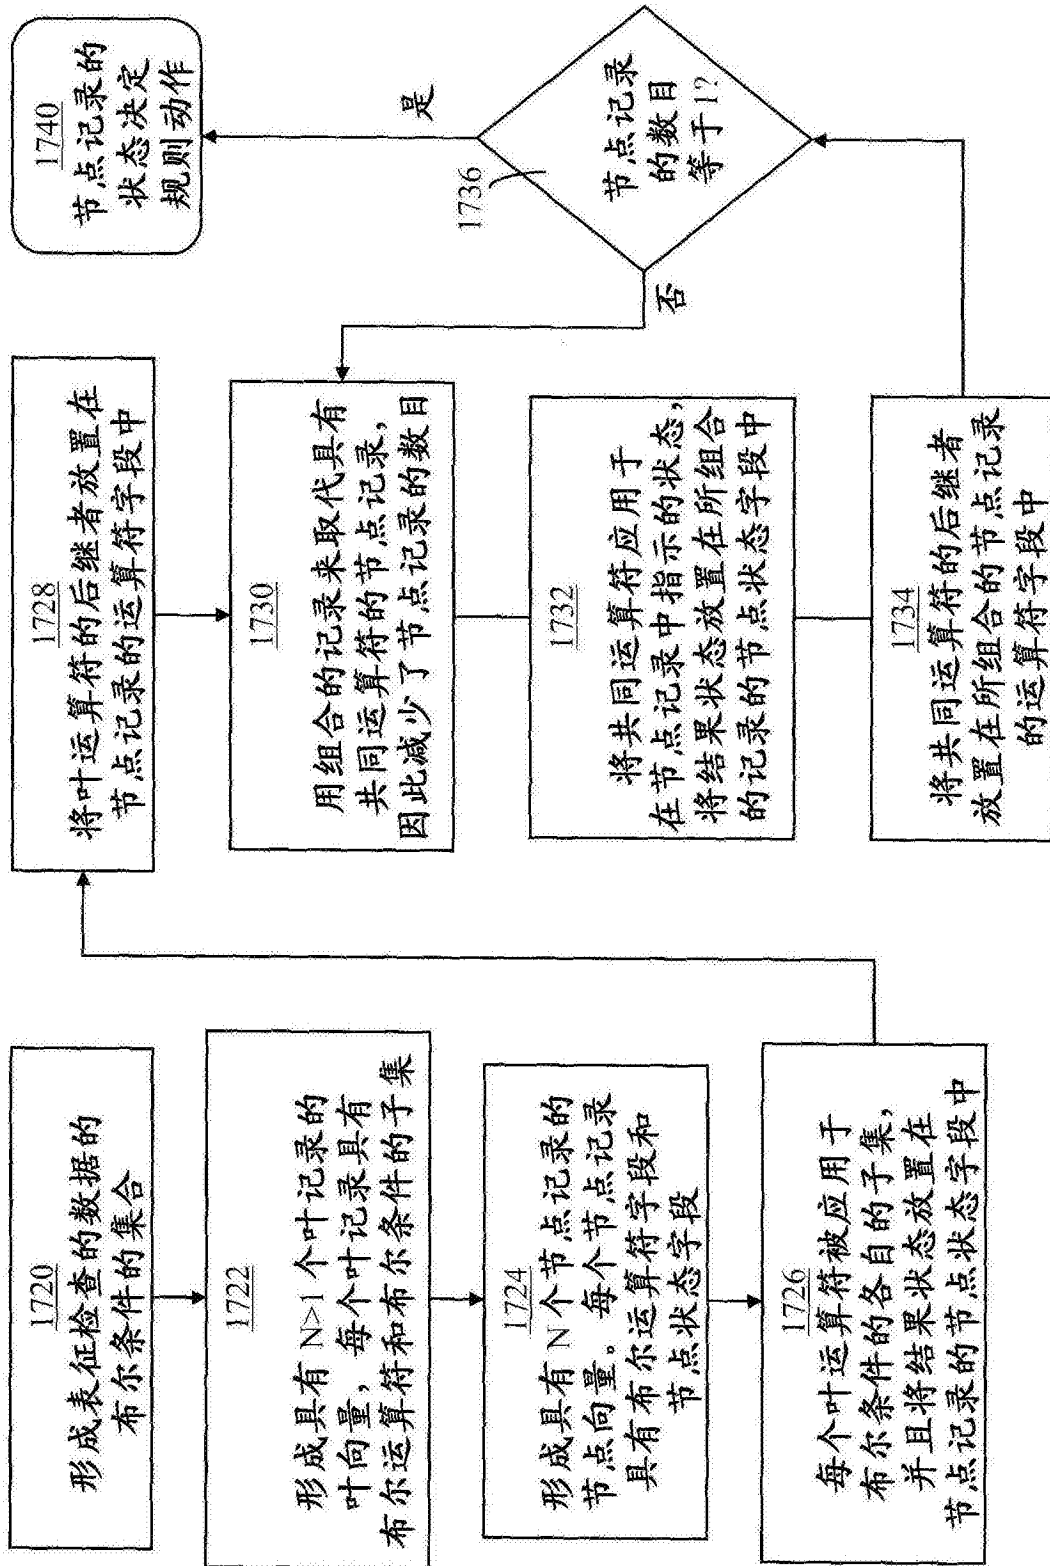 1720
形成表征检查的数据的
布尔条件的集合
1722
形成具有 N>1 个叶记录的
叶向量，每个叶记录具有
布尔运算符和布尔条件的子集
1724
形成具有 N 个节点记录的
节点向量。每个节点记录
具有布尔运算符字段和
节点状态字段
1726
每个叶运算符被应用于
布尔条件的各自的子集，
并且将结果状态放置在
节点记录的节点状态字段中
1728
将叶运算符的后继者放置在
节点记录的运算符字段中
1730
用组合的记录来取代具有
共同运算符的节点记录，
因此减少了节点记录的数目
1732
将共同运算符应用于
在节点记录中指示的状态，
将结果状态放置在所组合
的记录的节点状态字段中
1734
将共同运算符的后继者
放置在所组合的节点记录
的运算符字段中
1736
节点记录
的数目
等于1?
否
是
1740
节点记录的
状态决定
规则动作